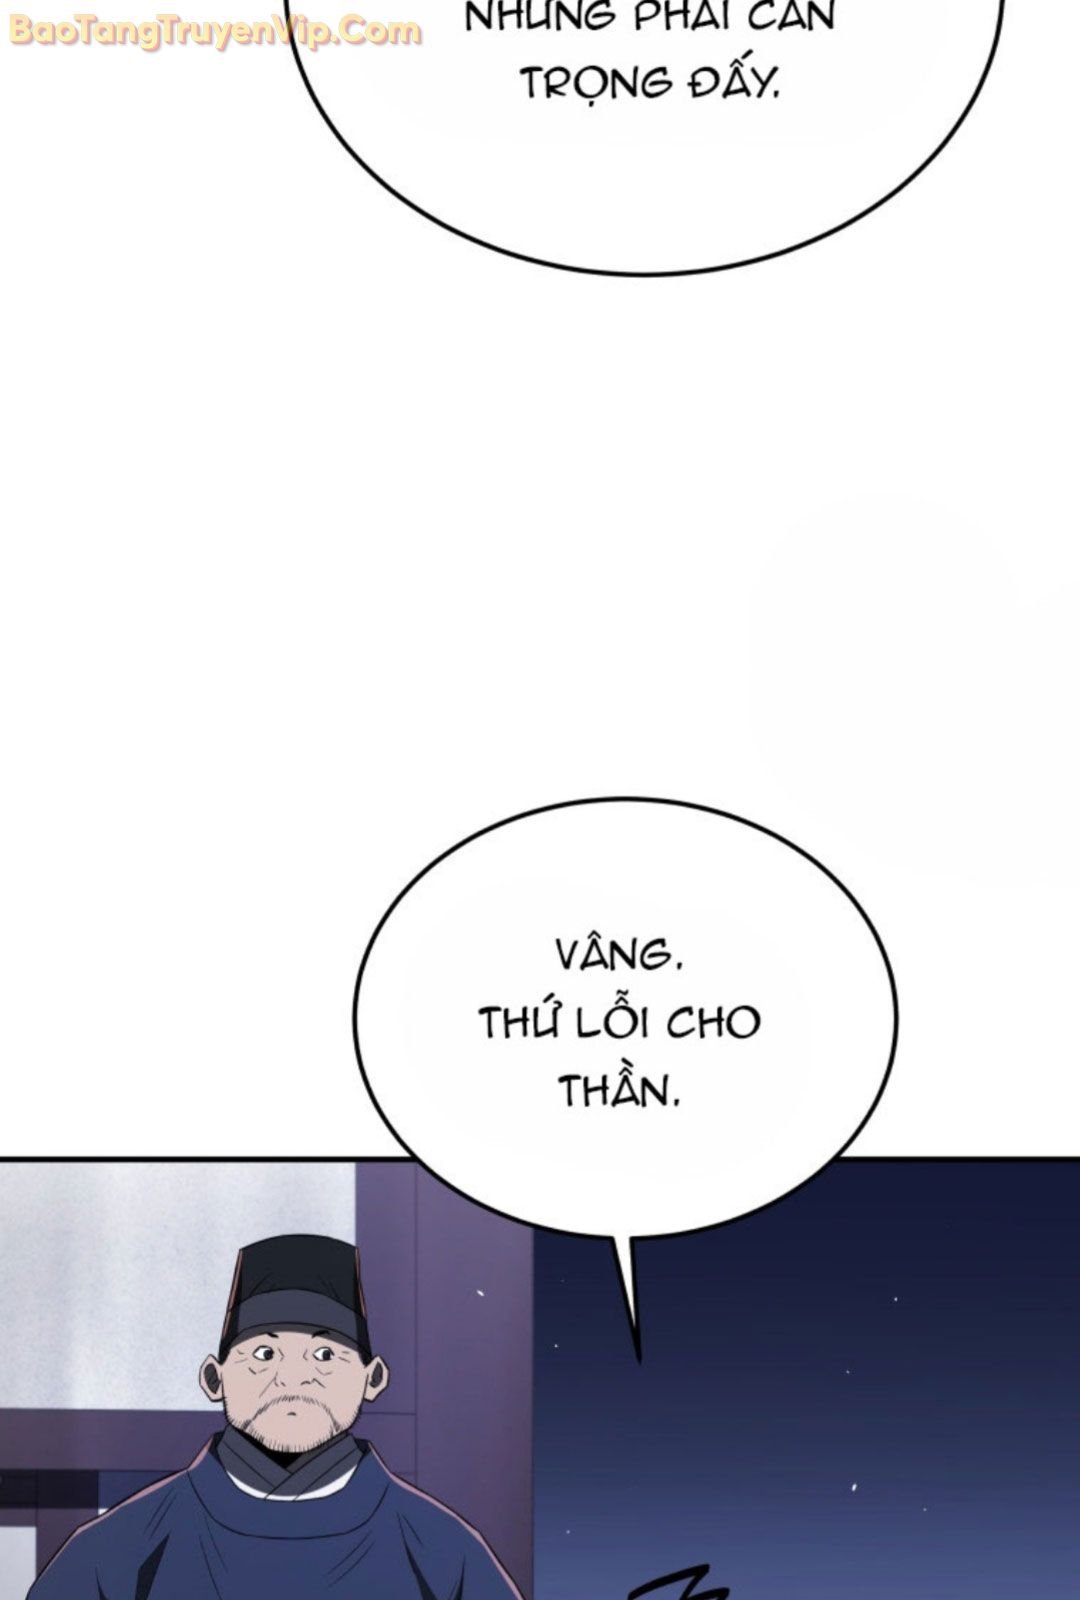 BaoTangTruyenVip.Com
NHƯNG PHẢI CẨN
TRỌNG ĐẤY.
VÂNG.
THỨ LỖI CHO
THẦN.